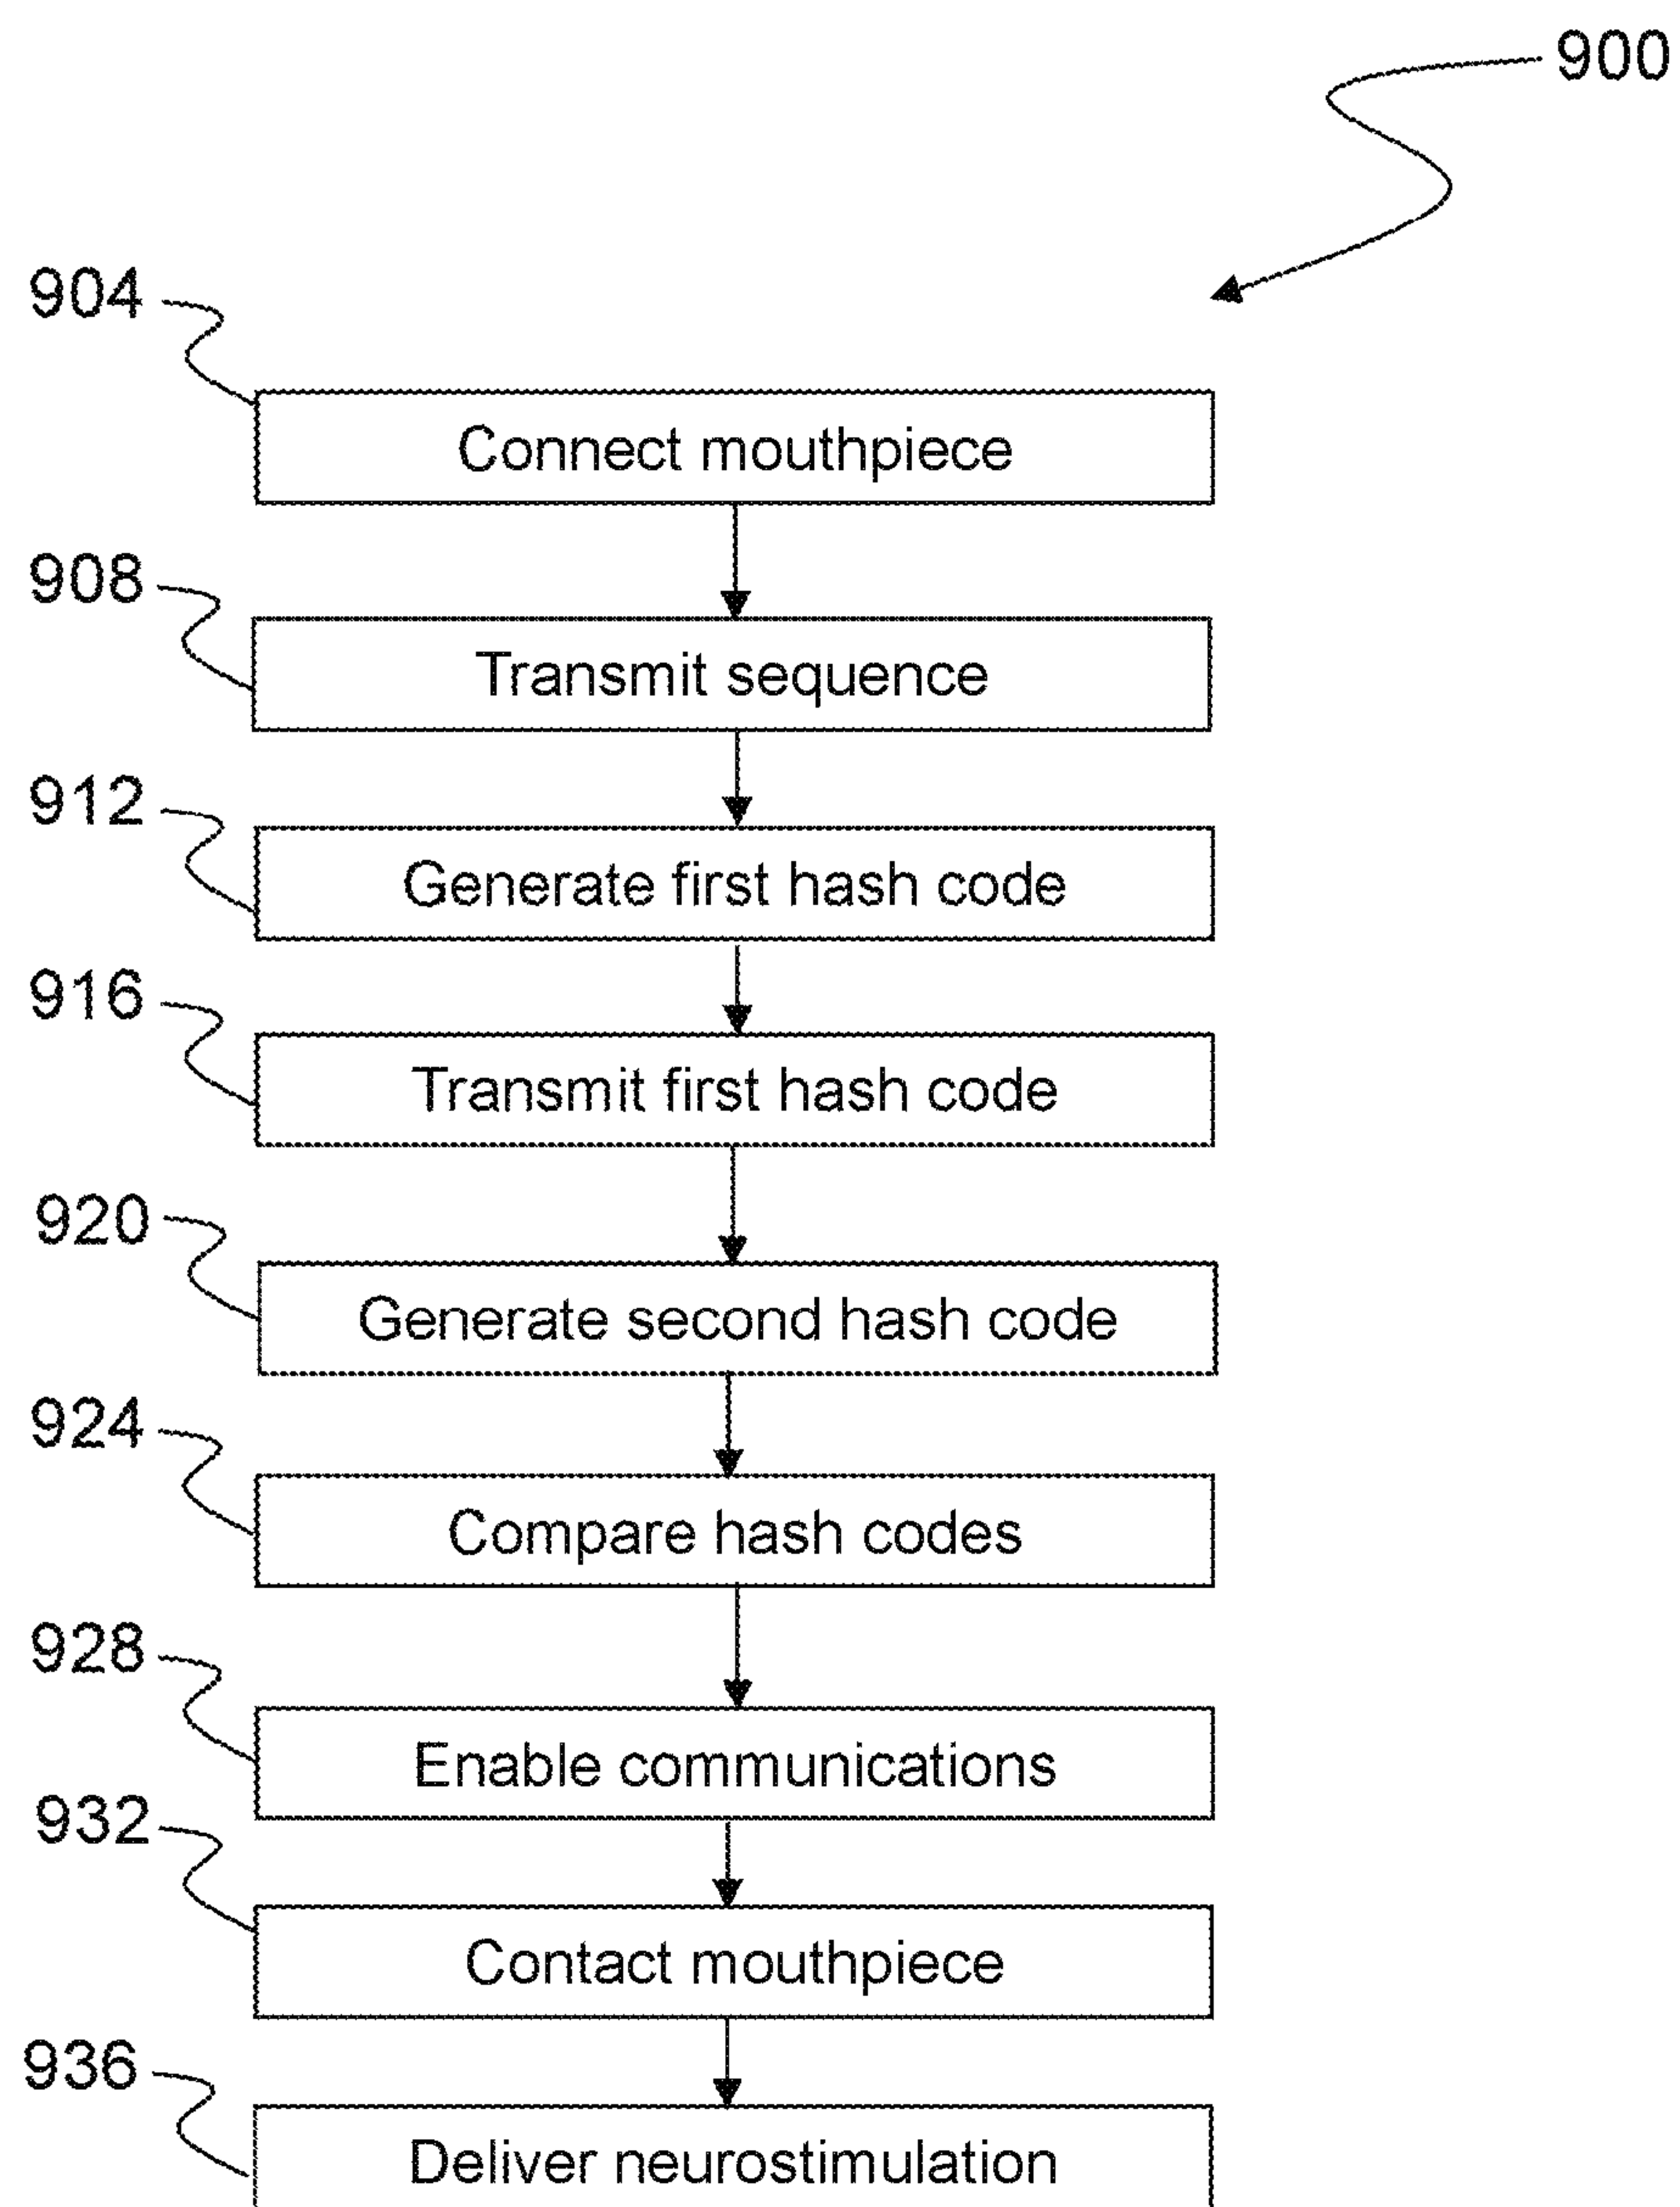 900
904
Connect mouthpiece
908
Transmit sequence
912
Generate first hash code
916
Transmit first hash code
920
Generate second hash code
924
Compare hash codes
928
Enable communications
932
Contact mouthpiece
936
Deliver neurostimulation